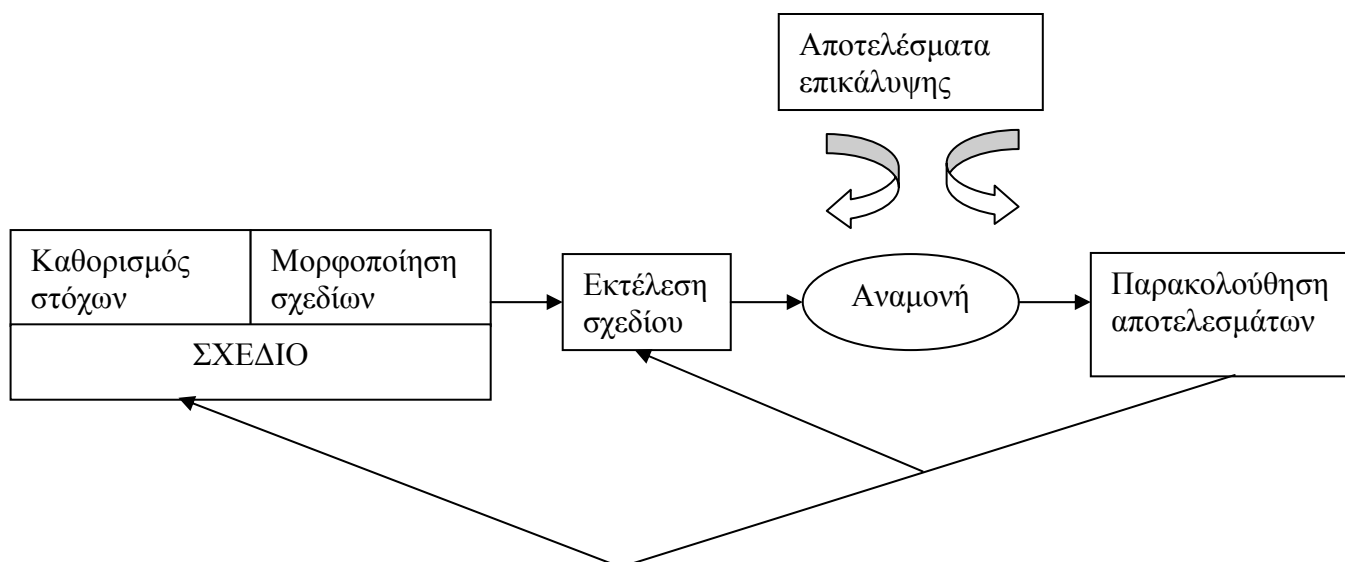 Αποτελέσματα
επικάλυψης
Καθορισμός
στόχων
Μορφοποίηση
σχεδίων
ΣΧΕΔΙΟ
Εκτέλεση
σχεδίου
Αναμονή
Παρακολούθηση
αποτελεσμάτων